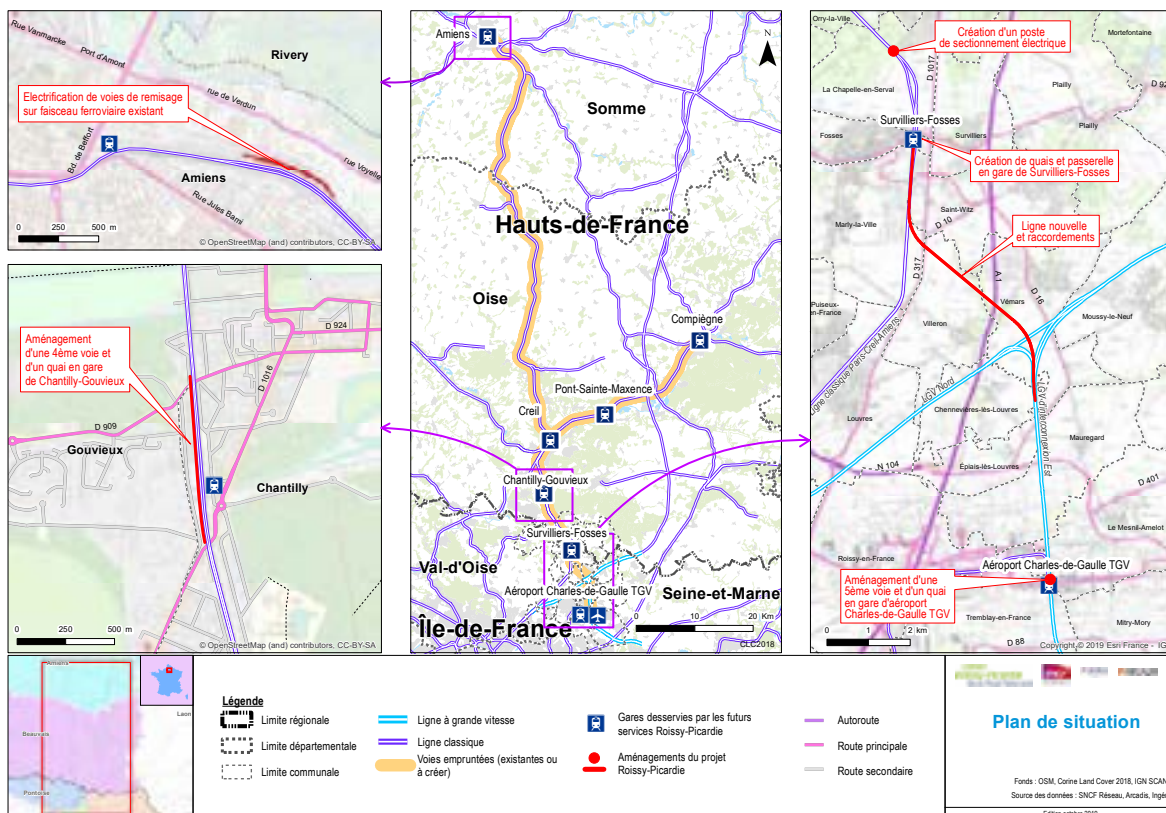 Rue Vanmarcke
Port d'Amont
Rivery
rue de Verdun
Electrification de voies de remisage
sur faisceau ferroviaire existant
Bd. de Belfort
rue Voyelle
Amiens
Rue Jules Barni
0 250 500 m
© OpenStreetMap (and) contributors, CC-BY-SA
D 924
Aménagement
d'une 4ème voie et
d'un quai en gare
de Chantilly-Gouvieux
D 1016
D 909
Gouvieux
Chantilly
0 250 500 m
© OpenStreetMap (and) contributors, CC-BY-SA
Amiens
Somme
Hauts-de-France
Oise
Compiègne
Pont-Sainte-Maxence
Creil
Chantilly-Gouvieux
Survilliers-Fosses
Val-d'Oise
Aéroport Charles-de-Gaulle TGV
Seine-et-Marne
Île-de-France
0 10 20 Km
CLC2018
Orry-la-Ville
Création d'un poste
de sectionnement électrique
Mortefontaine
D 1017
La Chapelle-en-Serval
Plailly
D 92
Survilliers-Fosses
Fosses
Survilliers
Plailly
Création de quais et passerelle
en gare de Survilliers-Fosses
Saint-Witz
Marly-la-Ville
D 10
Ligne nouvelle
et raccordements
D 317
A 1
D 16
Puiseux-
en-France
Vémars
Villeron
Moussy-le-Neuf
Ligne classique Paris-Creil-Amiens
LGV Nord
LGV d'interconnexion Est
Louvres
Chennevières-lès-Louvres
Mauregard
N 104
Épiais-lès-Louvres
D 401
Le Mesnil-Amelot
Roissy-en-France
Aéroport Charles-de-Gaulle TGV
Aménagement d'une
5ème voie et d'un quai
en gare d'aéroport
Charles-de-Gaulle TGV
Tremblay-en-France
Mitry-Mory
0 1 2 km
D 88
Copyright © 2019 Esri France - IG
Amiens
Laon
Beauvais
Pontoise
Légende
Limite régionale
Limite départementale
Limite communale
Ligne à grande vitesse
Ligne classique
Voies empruntées (existantes ou
à créer)
Gares desservies par les futurs
services Roissy-Picardie
Aménagements du projet
Roissy-Picardie
Autoroute
Route principale
Route secondaire
Plan de situation
Fonds : OSM, Corine Land Cover 2018, IGN SCAN
Source des données : SNCF Réseau, Arcadis, Ingé